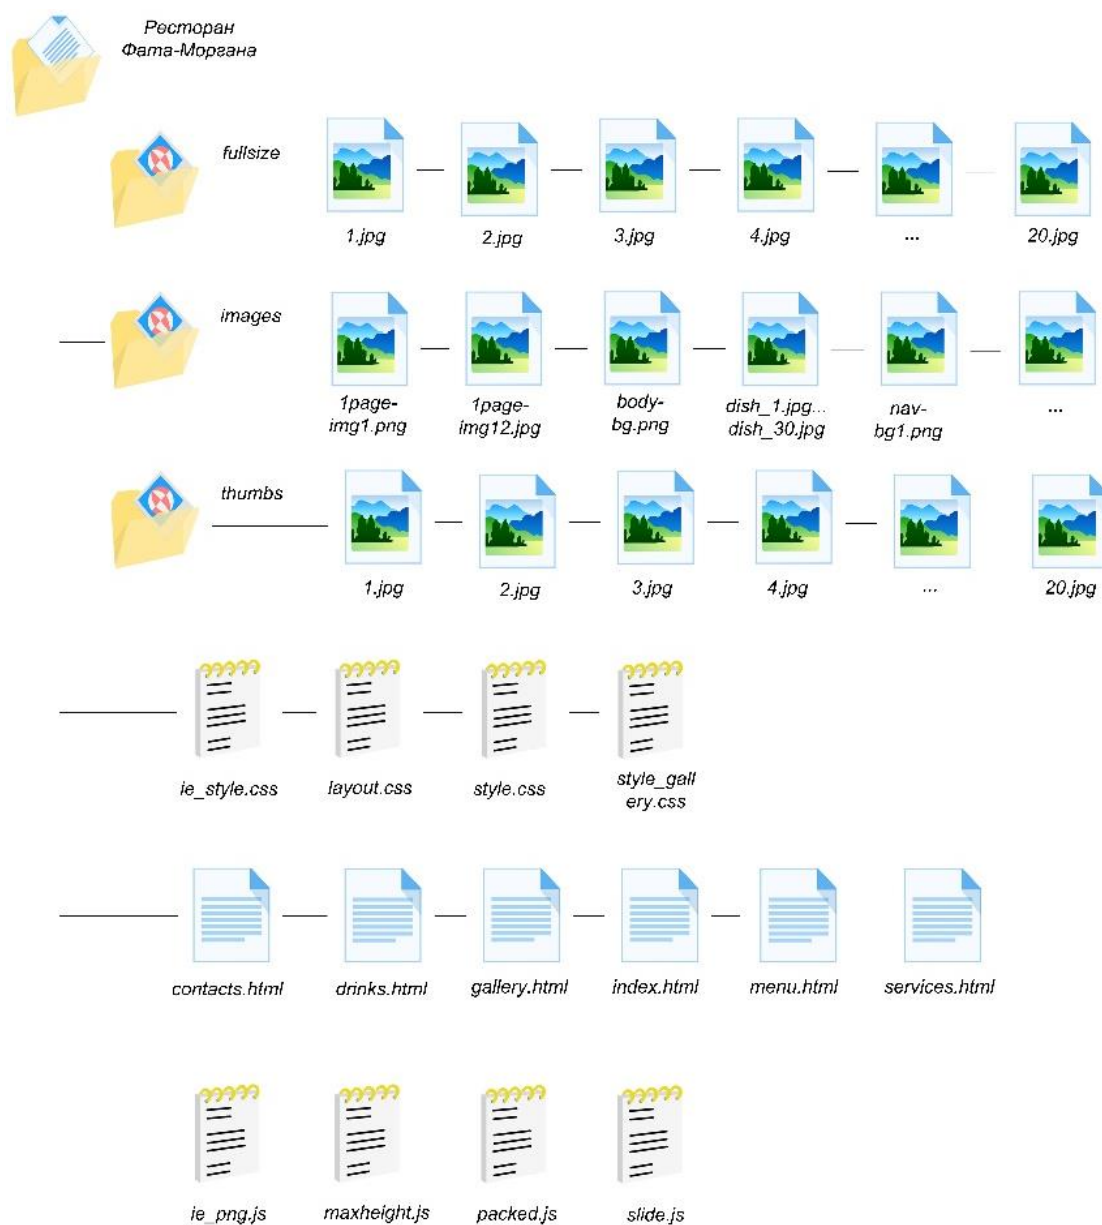 Ресторан
Фата-Моргана
fullsize
1.jpg
2.jpg
3.jpg
4.jpg
...
20.jpg
images
1page-
img1.png
1page-
img12.jpg
body-
bg.png
dish_1.jpg...
dish_30.jpg
nav-
bg1.png
...
thumbs
1.jpg
2.jpg
3.jpg
4.jpg
...
20.jpg
ie_style.css
layout.css
style.css
style_gall
ery.css
contacts.html
drinks.html
gallery.html
index.html
menu.html
services.html
ie_png.js
maxheight.js
packed.js
slide.js